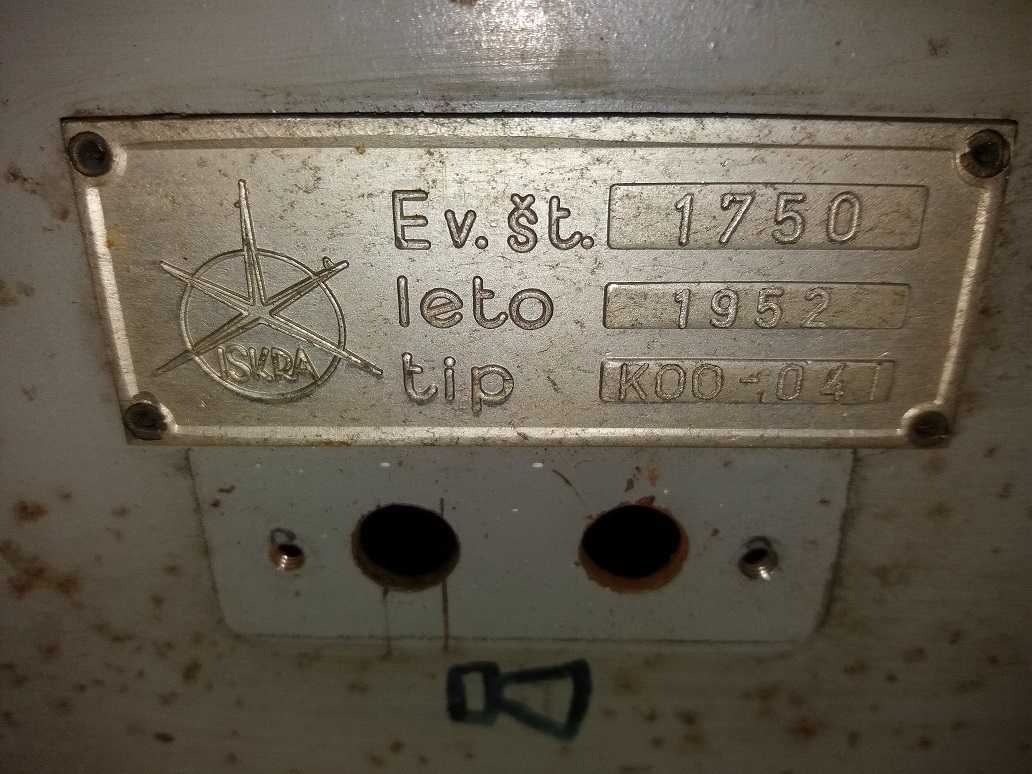 ISKRA
Ev. št. 1750
leto 1952
tip KOO-041